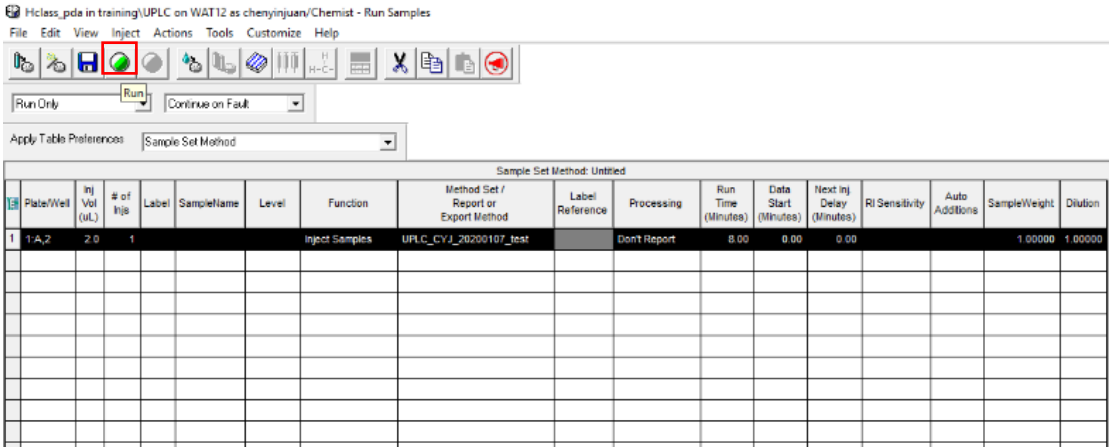 Hclass_pda in training\UPLC on WAT12 as chenyinjuan/Chemist - Run Samples
File Edit View Inject Actions Tools Customize Help
H
H-C-
Run
Run Only Continue on Fault
Apply Table Preferences Sample Set Method
Sample Set Method: Untitled
Plate/Well Inj Vol (uL) # of Injs Label SampleName Level Function Method Set / Report or Export Method Label Reference Processing Run Time (Minutes) Data Start (Minutes) Next Inj. Delay (Minutes) RI Sensitivity Auto Additions SampleWeight Dilution
1 1:A,2 2.0 1 Inject Samples UPLC_CYJ_20200107_test Don't Report 8.00 0.00 0.00 1.00000 1.00000